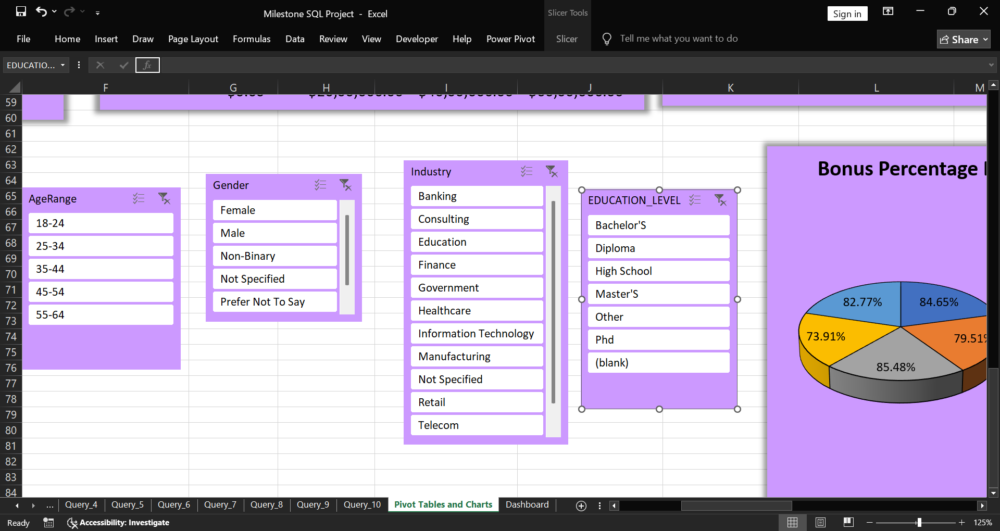 Milestone SQL Project - Excel
Slicer Tools
Sign in
File Home Insert Draw Page Layout Formulas Data Review View Developer Help Power Pivot Slicer Tell me what you want to do Share
EDUCATIO... fx
F G H I J K L M
59
60
61
62
63
64
65
66
67
68
69
70
71
72
73
74
75
76
77
78
79
80
81
82
83
84
AgeRange
18-24
25-34
35-44
45-54
55-64
Gender
Female
Male
Non-Binary
Not Specified
Prefer Not To Say
Industry
Banking
Consulting
Education
Finance
Government
Healthcare
Information Technology
Manufacturing
Not Specified
Retail
Telecom
EDUCATION_LEVEL
Bachelor'S
Diploma
High School
Master'S
Other
Phd
(blank)
Bonus Percentage
82.77% 84.65%
73.91% 79.51%
85.48%
... Query_4 Query_5 Query_6 Query_7 Query_8 Query_9 Query_10 Pivot Tables and Charts Dashboard
Ready Accessibility: Investigate 125%